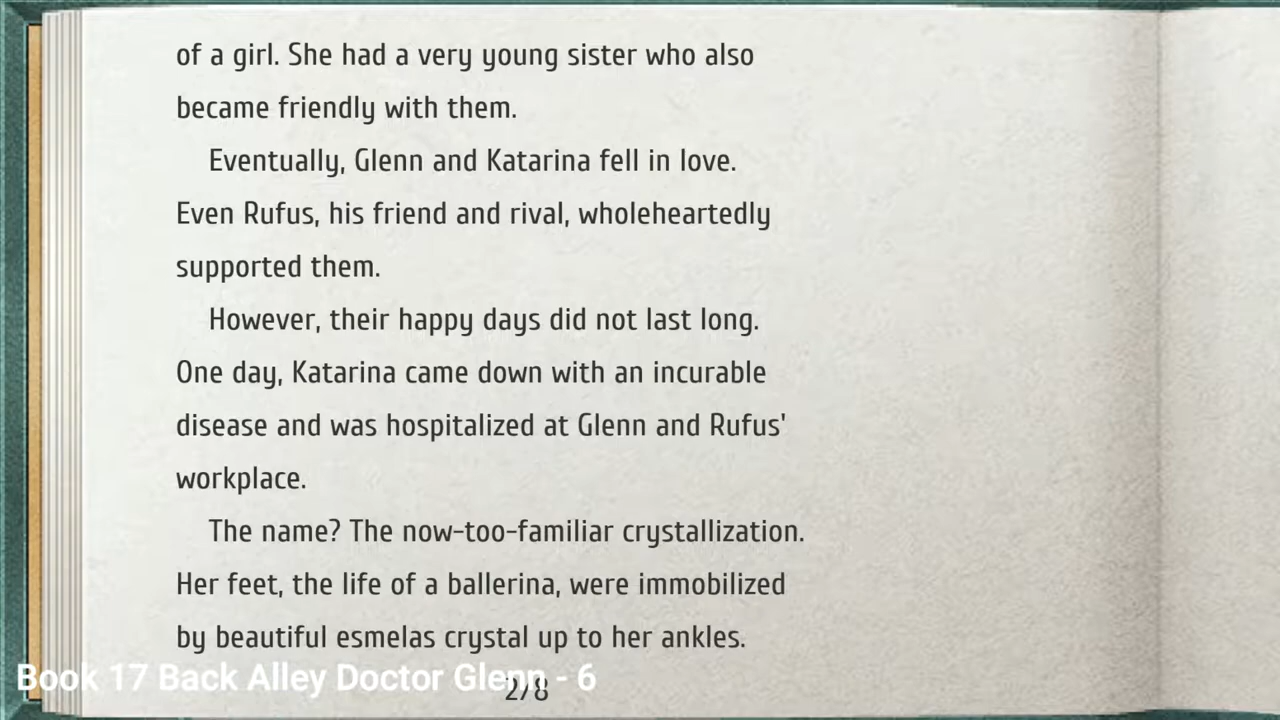 of a girl. She had a very young sister who also
became friendly with them.
Eventually, Glenn and Katarina fell in love.
Even Rufus, his friend and rival, wholeheartedly
supported them.
However, their happy days did not last long.
One day, Katarina came down with an incurable
disease and was hospitalized at Glenn and Rufus'
workplace.
The name? The now-too-familiar crystallization.
Her feet, the life of a ballerina, were immobilized
by beautiful esmelas crystal up to her ankles.
Book 17 Back Alley Doctor Glenn - 6
2/8